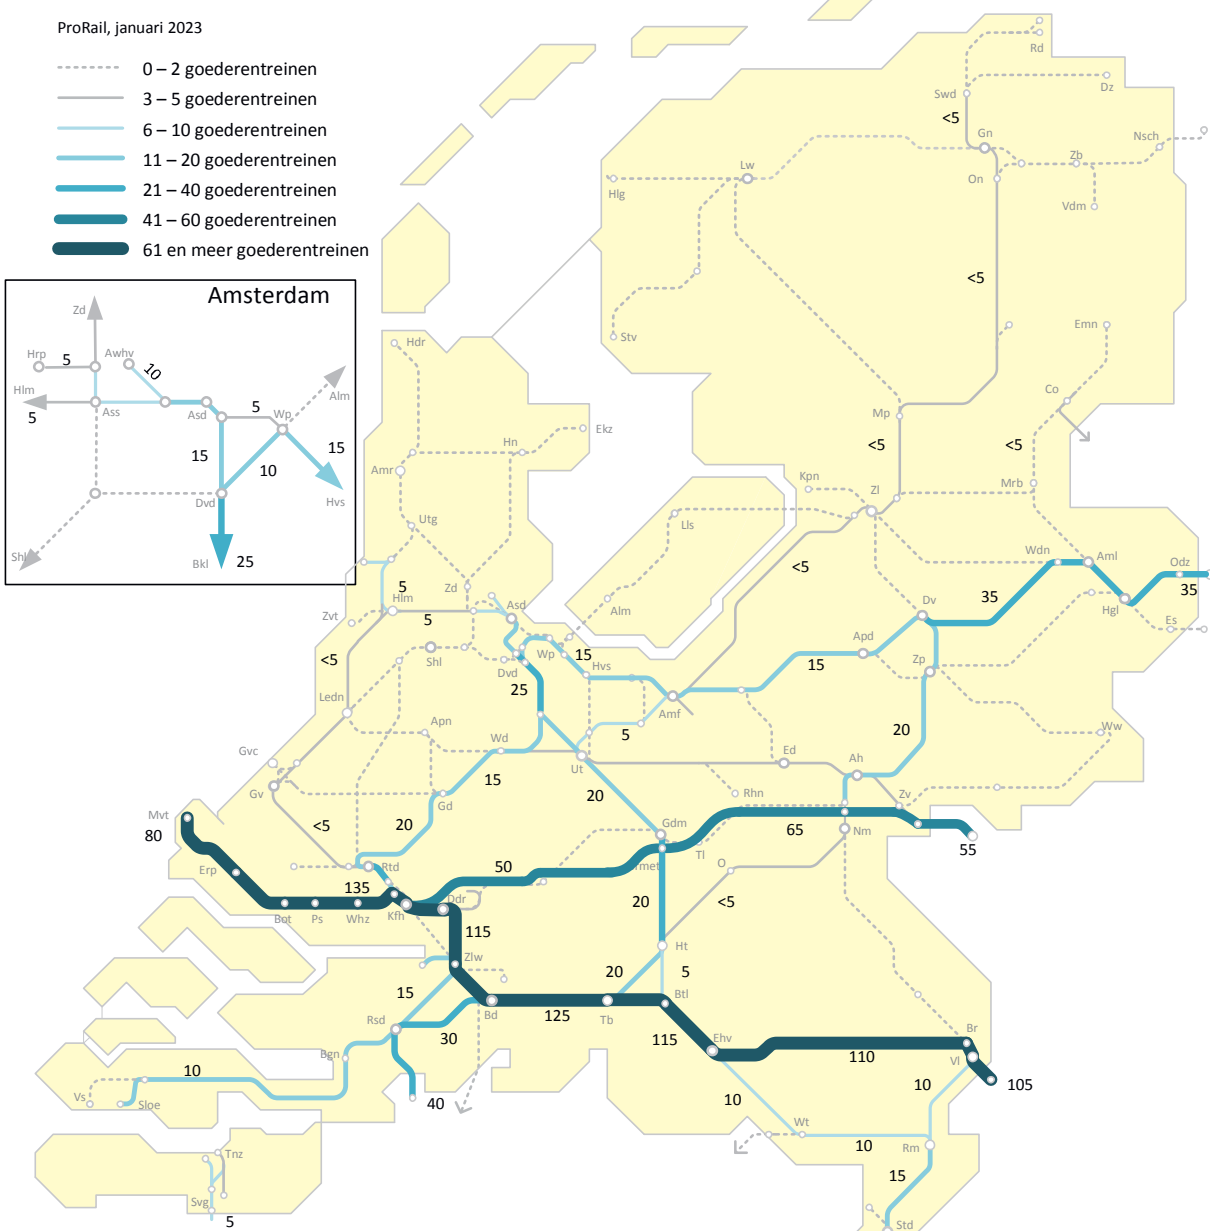 ProRail, januari 2023
0 – 2 goederentreinen
3 – 5 goederentreinen
6 – 10 goederentreinen
11 – 20 goederentreinen
21 – 40 goederentreinen
41 – 60 goederentreinen
61 en meer goederentreinen
Amsterdam
Zd
Hrp
5
Awhv
10
Hlm
5
Ass
Asd
5
Wp
Alm
15
10
15
Dvd
Hvs
Shl
Bkl
25
Rd
Dz
Swd
<5
Gn
Nsch
Zb
On
Vdm
Lw
Hlg
<5
Stv
Emn
Hdr
Co
Mp
Ekz
Hn
<5
<5
Amr
Kpn
Zl
Mrb
Lls
Utg
Wdn
Aml
Odz
<5
Zd
5
Hlm
35
35
Hgl
Asd
Alm
Dv
Zvt
5
Es
Apd
<5
Shl
Wp
15
Hvs
Zp
Dvd
15
25
Ledn
Amf
Apn
5
20
Ww
Wd
Gvc
Ed
Ut
Ah
15
Gv
Gd
20
Rhn
Zv
Mvt
80
<5
20
Gdm
65
Nm
55
Tl
Erp
Rtd
50
O
135
20
<5
Bot
Ps
Whz
Kfh
Ddr
115
Ht
Zlw
20
5
15
Btl
Rsd
Bd
125
Tb
30
115
Ehv
Br
110
Vl
Bgn
10
105
10
Vs
Sloe
40
10
Wt
10
Rm
Tnz
15
Svg
5
Std